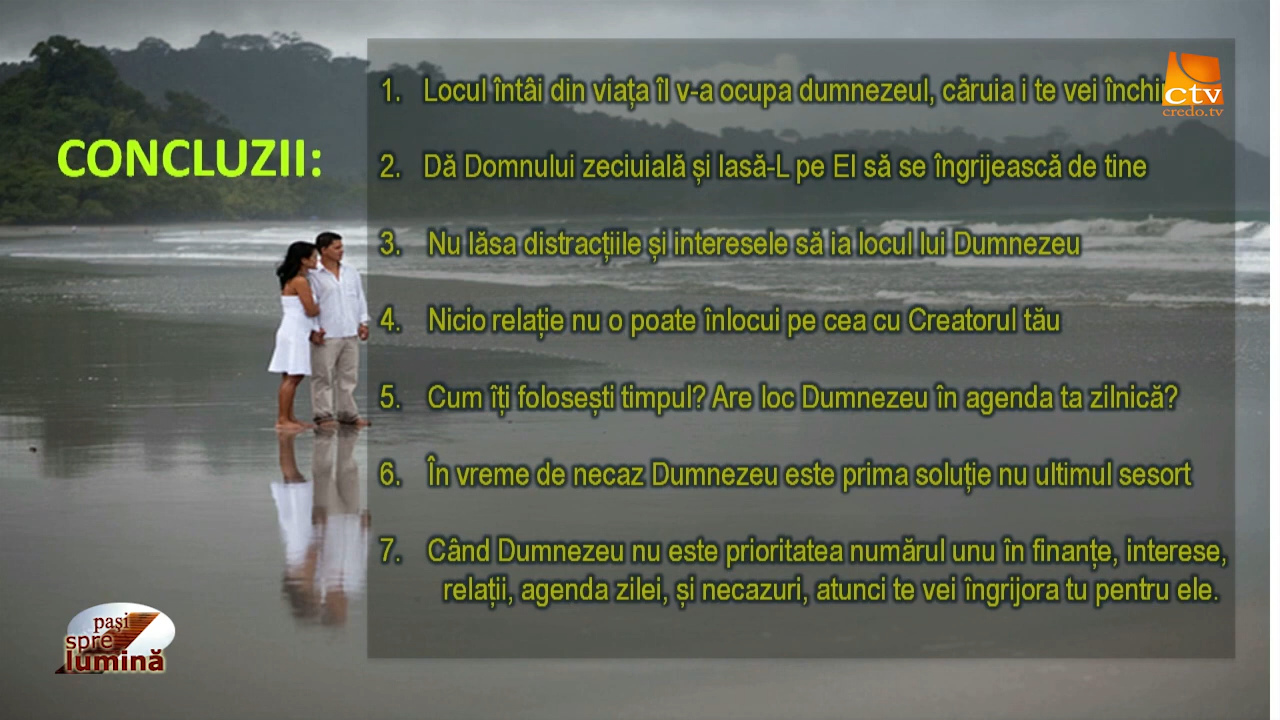 CONCLUZII:
1. Locul întâi din viața îl v-a ocupa dumnezeul, căruia i te vei
2. Dă Domnului zeciuială și lasă-L pe El să se îngrijească de tine
3. Nu lăsa distracțiile și interesele să ia locul lui Dumnezeu
4. Nicio relație nu o poate înlocui pe cea cu Creatorul tău
5. Cum îți folosești timpul? Are loc Dumnezeu în agenda ta zilnică?
6. În vreme de necaz Dumnezeu este prima soluție nu ultimul sesort
7. Când Dumnezeu nu este prioritatea numărul unu în finanțe, interese,
relații, agenda zilei, și necazuri, atunci te vei îngrijora tu pentru ele.
ctv
credo.tv
pași
spre
lumină